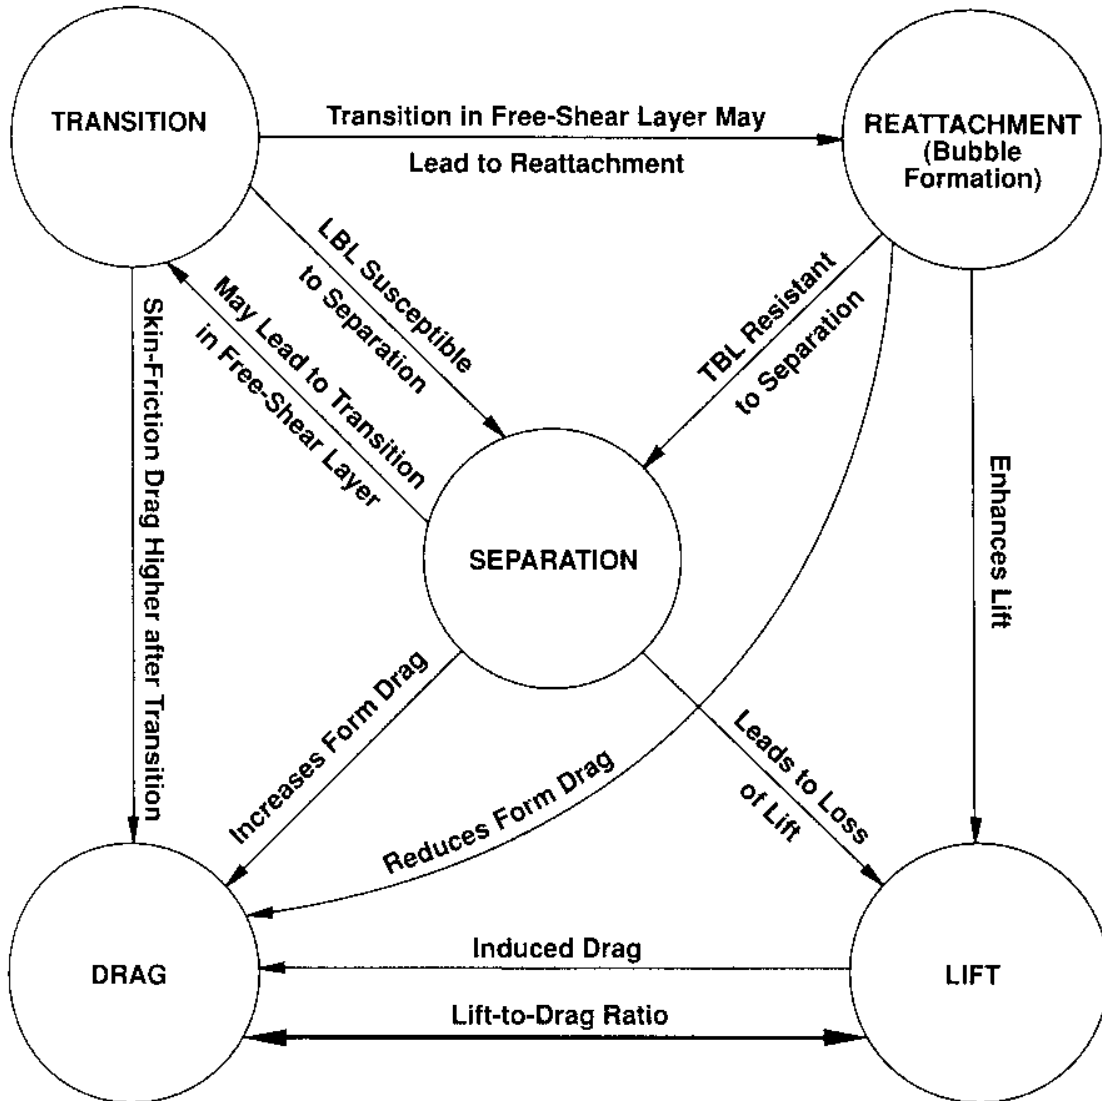 TRANSITION
Transition in Free-Shear Layer May
Lead to Reattachment
REATTACHMENT
(Bubble
Formation)
LBL Susceptible
to Separation
May Lead to Transition
in Free-Shear Layer
TBL Resistant
to Separation
Skin-Friction Drag Higher after Transition
Enhances Lift
SEPARATION
Increases Form Drag
Reduces Form Drag
Leads to Loss
of Lift
DRAG
Induced Drag
Lift-to-Drag Ratio
LIFT